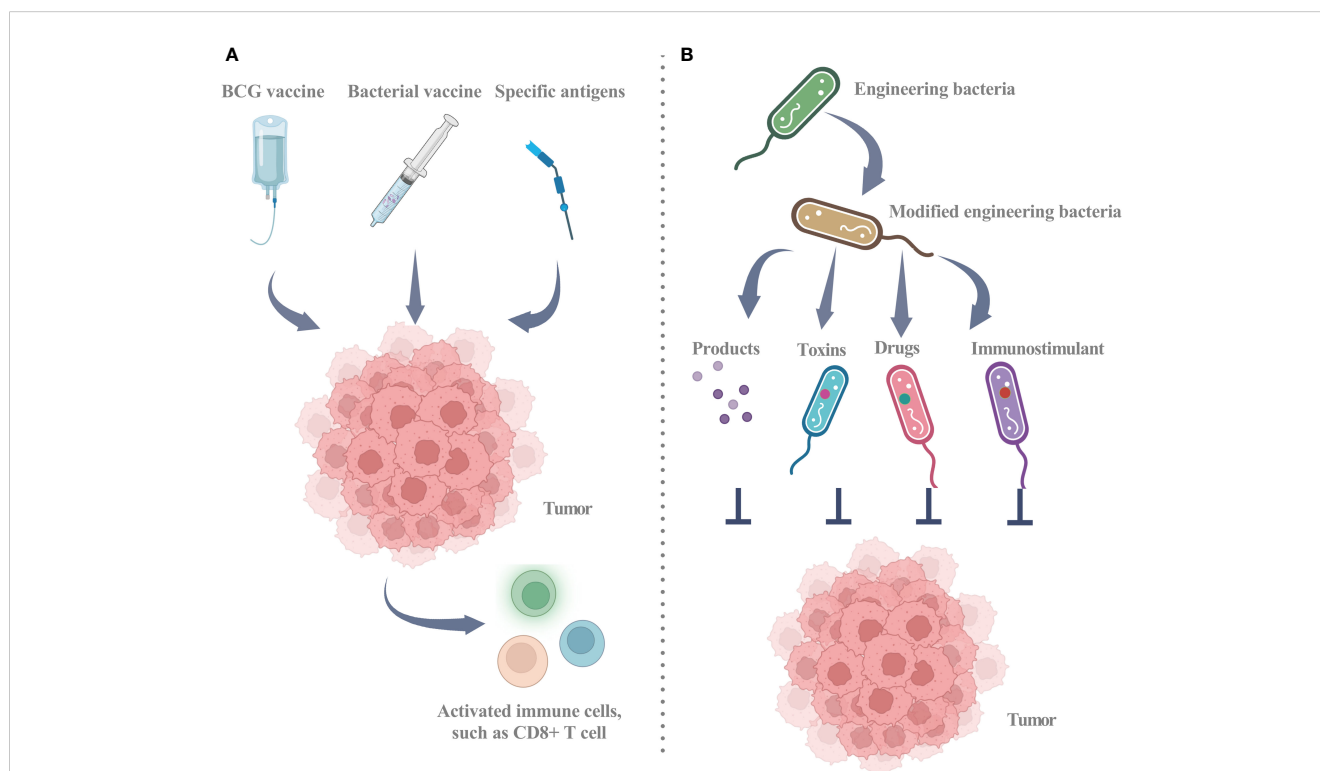 A
BCG vaccine
Bacterial vaccine
Specific antigens
Tumor
Activated immune cells,
such as CD8+ T cell
B
Engineering bacteria
Modified engineering bacteria
Products
Toxins
Drugs
Immunostimulant
Tumor